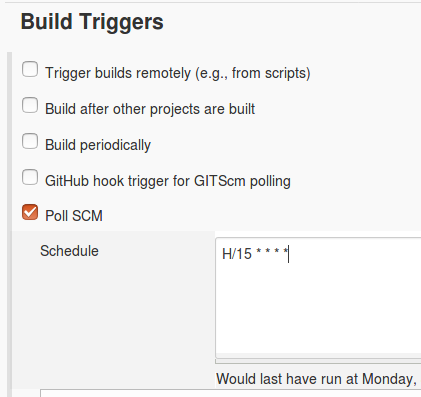 Build Triggers
Trigger builds remotely (e.g., from scripts)
Build after other projects are built
Build periodically
GitHub hook trigger for GITScm polling
Poll SCM
Schedule
H/15 * * * *
Would last have run at Monday,